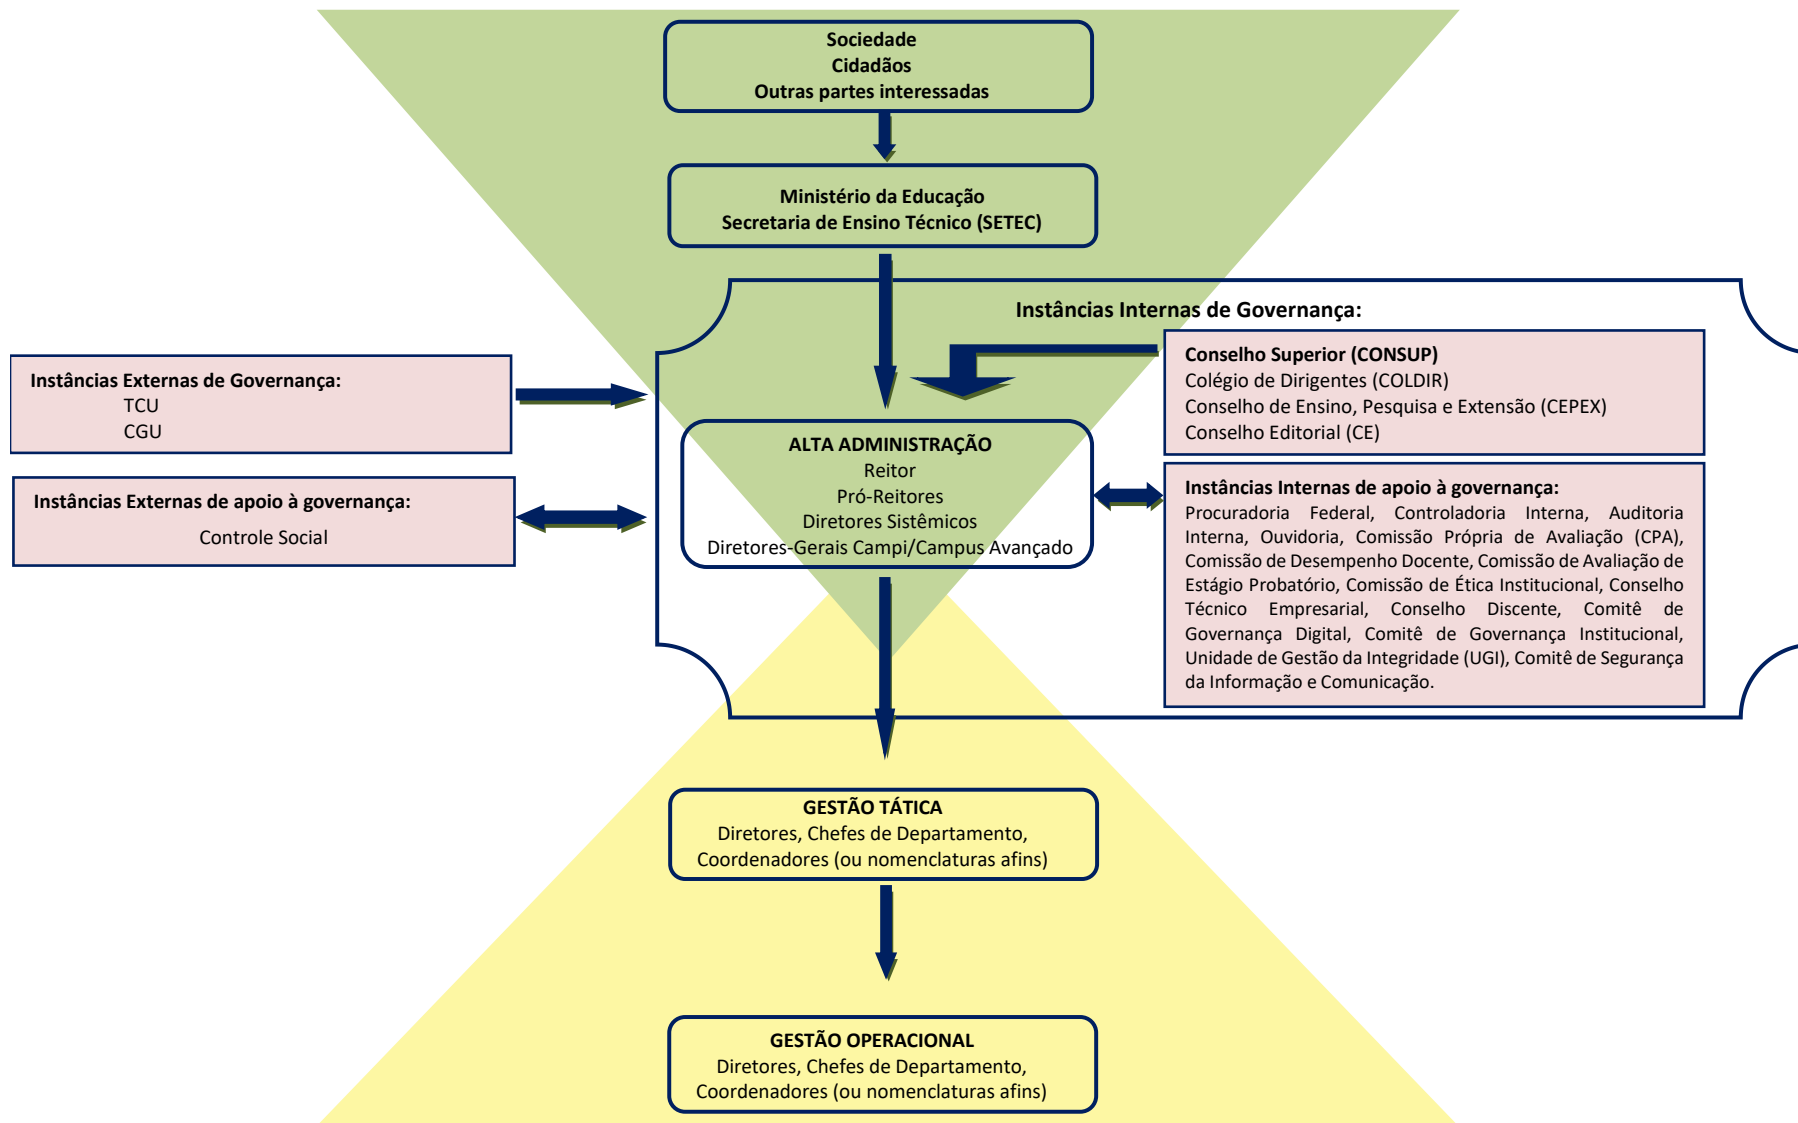 Sociedade
Cidadãos
Outras partes interessadas
Ministério da Educação
Secretaria de Ensino Técnico (SETEC)
Instâncias Internas de Governança:
Instâncias Externas de Governança:
TCU
CGU
Instâncias Externas de apoio à governança:
Controle Social
ALTA ADMINISTRAÇÃO
Reitor
Pró-Reitores
Diretores Sistêmicos
Diretores-Gerais Campi/Campus Avançado
Conselho Superior (CONSUP)
Colégio de Dirigentes (COLDIR)
Conselho de Ensino, Pesquisa e Extensão (CEPEX)
Conselho Editorial (CE)
Instâncias Internas de apoio à governança:
Procuradoria Federal, Controladoria Interna, Auditoria
Interna, Ouvidoria, Comissão Própria de Avaliação (CPA),
Comissão de Desempenho Docente, Comissão de Avaliação de
Estágio Probatório, Comissão de Ética Institucional, Conselho
Técnico Empresarial, Conselho Discente, Comitê de
Governança Digital, Comitê de Governança Institucional,
Unidade de Gestão da Integridade (UGI), Comitê de Segurança
da Informação e Comunicação.
GESTÃO TÁTICA
Diretores, Chefes de Departamento,
Coordenadores (ou nomenclaturas afins)
GESTÃO OPERACIONAL
Diretores, Chefes de Departamento,
Coordenadores (ou nomenclaturas afins)